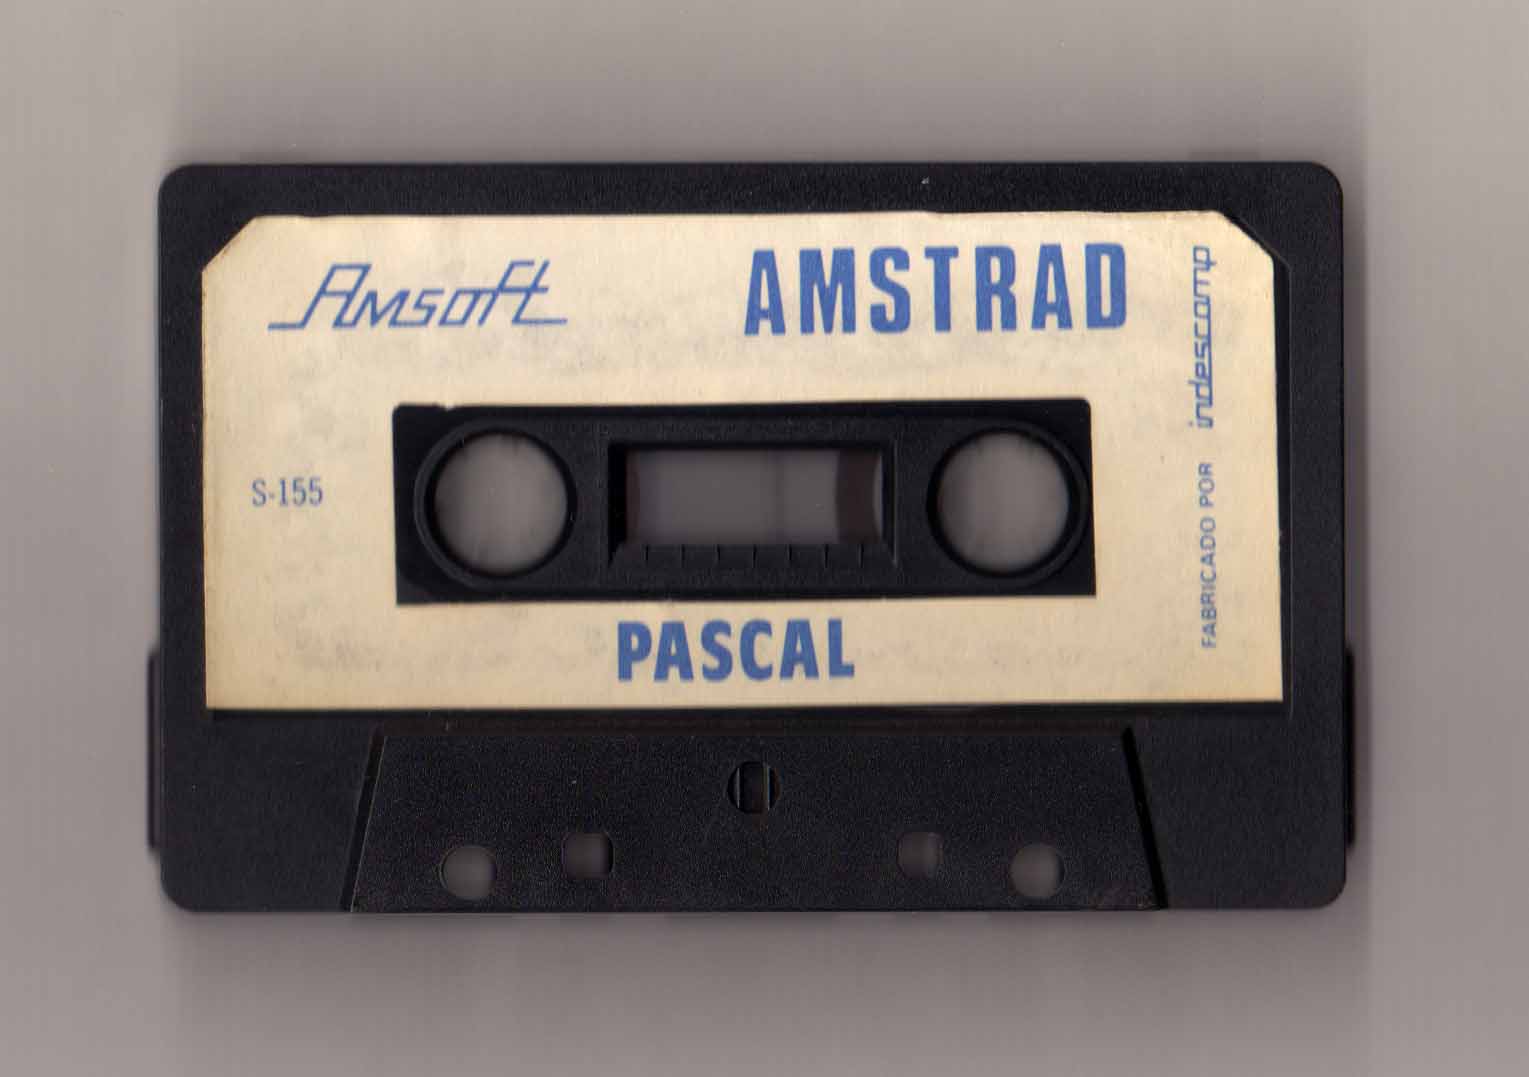 Amsoft
AMSTRAD
S-155
PASCAL
FABRICADO POR indescomp